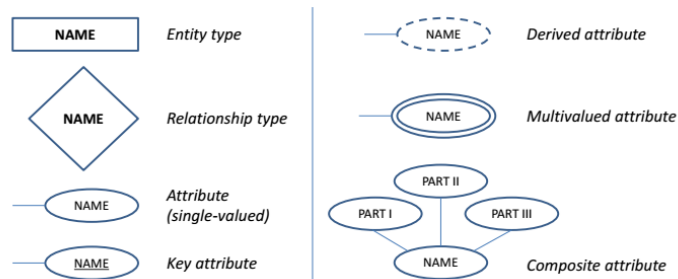 NAME Entity type
NAME Relationship type
NAME Attribute
(single-valued)
NAME Key attribute
NAME Derived attribute
NAME Multivalued attribute
PART II
PART I PART III
NAME Composite attribute